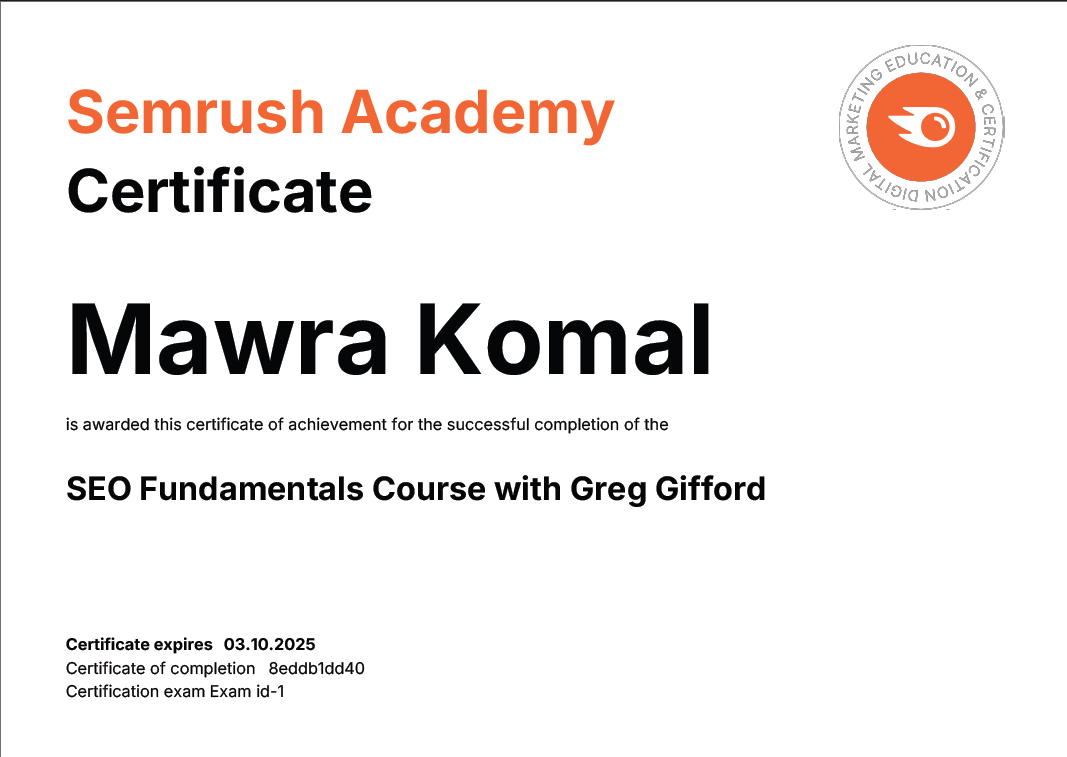 Semrush Academy
Certificate
DIGITAL MARKETING EDUCATION & CERTIFICATION
Mawra Komal
is awarded this certificate of achievement for the successful completion of the
SEO Fundamentals Course with Greg Gifford
Certificate expires 03.10.2025
Certificate of completion 8eddb1dd40
Certification exam Exam id-1